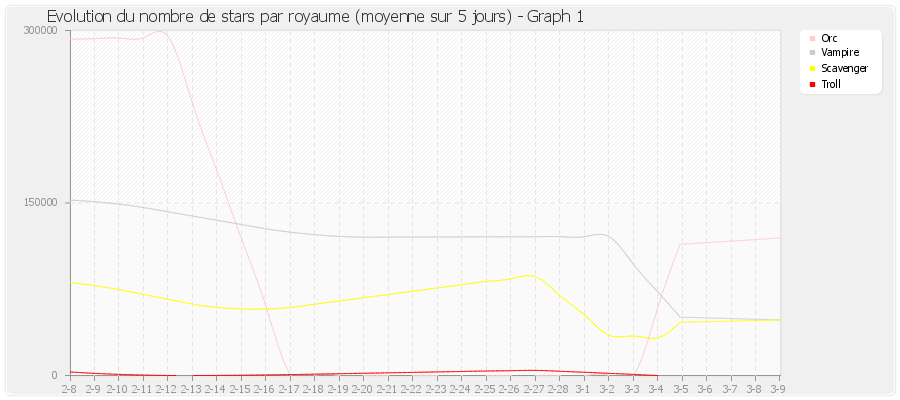 Evolution du nombre de stars par royaume (moyenne sur 5 jours) - Graph 1
300000
150000
0
2-8 2-9 2-10 2-11 2-12 2-13 2-14 2-15 2-16 2-17 2-18 2-19 2-20 2-21 2-22 2-23 2-24 2-25 2-26 2-27 2-28 3-1 3-2 3-3 3-4 3-5 3-6 3-7 3-8 3-9
Orc
Vampire
Scavenger
Troll